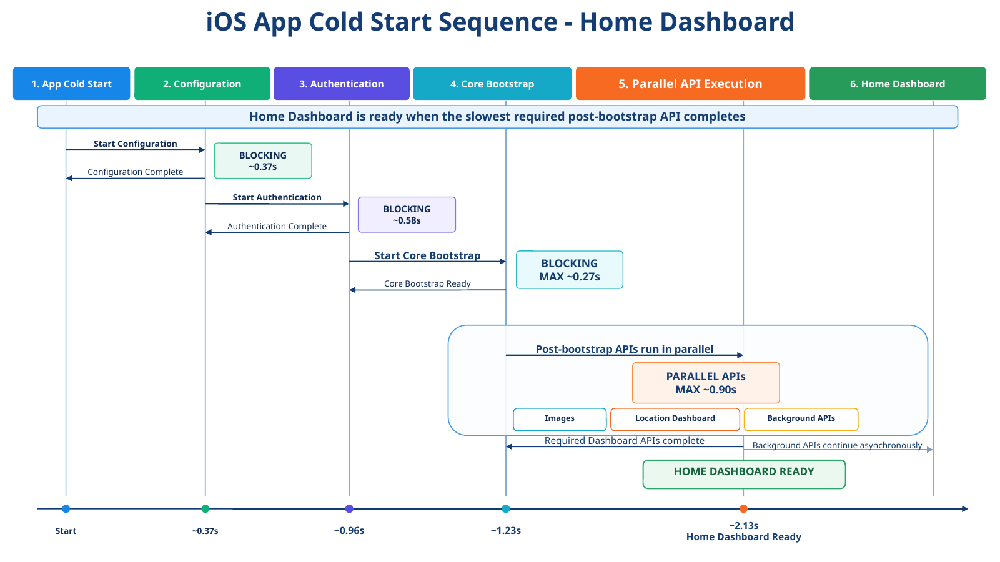 iOS App Cold Start Sequence - Home Dashboard
1. App Cold Start
2. Configuration
3. Authentication
4. Core Bootstrap
5. Parallel API Execution
6. Home Dashboard
Home Dashboard is ready when the slowest required post-bootstrap API completes
Start Configuration
BLOCKING
~0.37s
Configuration Complete
Start Authentication
BLOCKING
~0.58s
Authentication Complete
Start Core Bootstrap
BLOCKING
MAX ~0.27s
Core Bootstrap Ready
Post-bootstrap APIs run in parallel
PARALLEL APIs
MAX ~0.90s
Images
Location Dashboard
Background APIs
Required Dashboard APIs complete
Background APIs continue asynchronously
HOME DASHBOARD READY
Start
~0.37s
~0.96s
~1.23s
~2.13s
Home Dashboard Ready